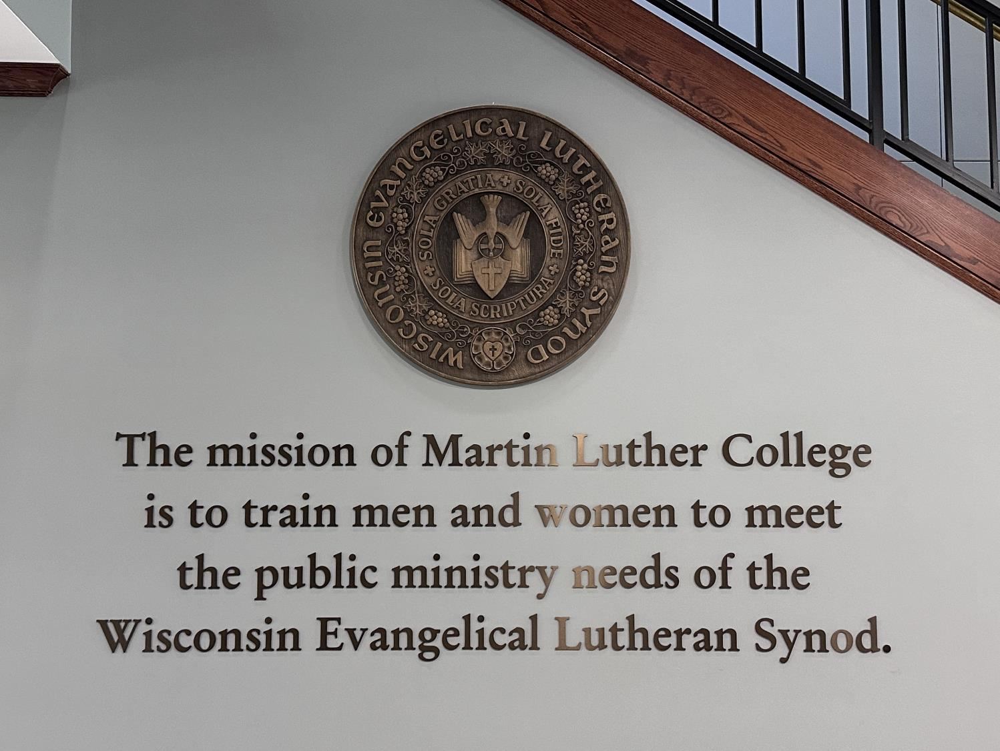 WISCONSIN EVANGELICAL LUTHERAN SYNOD
SOLA GRATIA + SOLA FIDE + SOLA SCRIPTURA +
The mission of Martin Luther College
is to train men and women to meet
the public ministry needs of the
Wisconsin Evangelical Lutheran Synod.